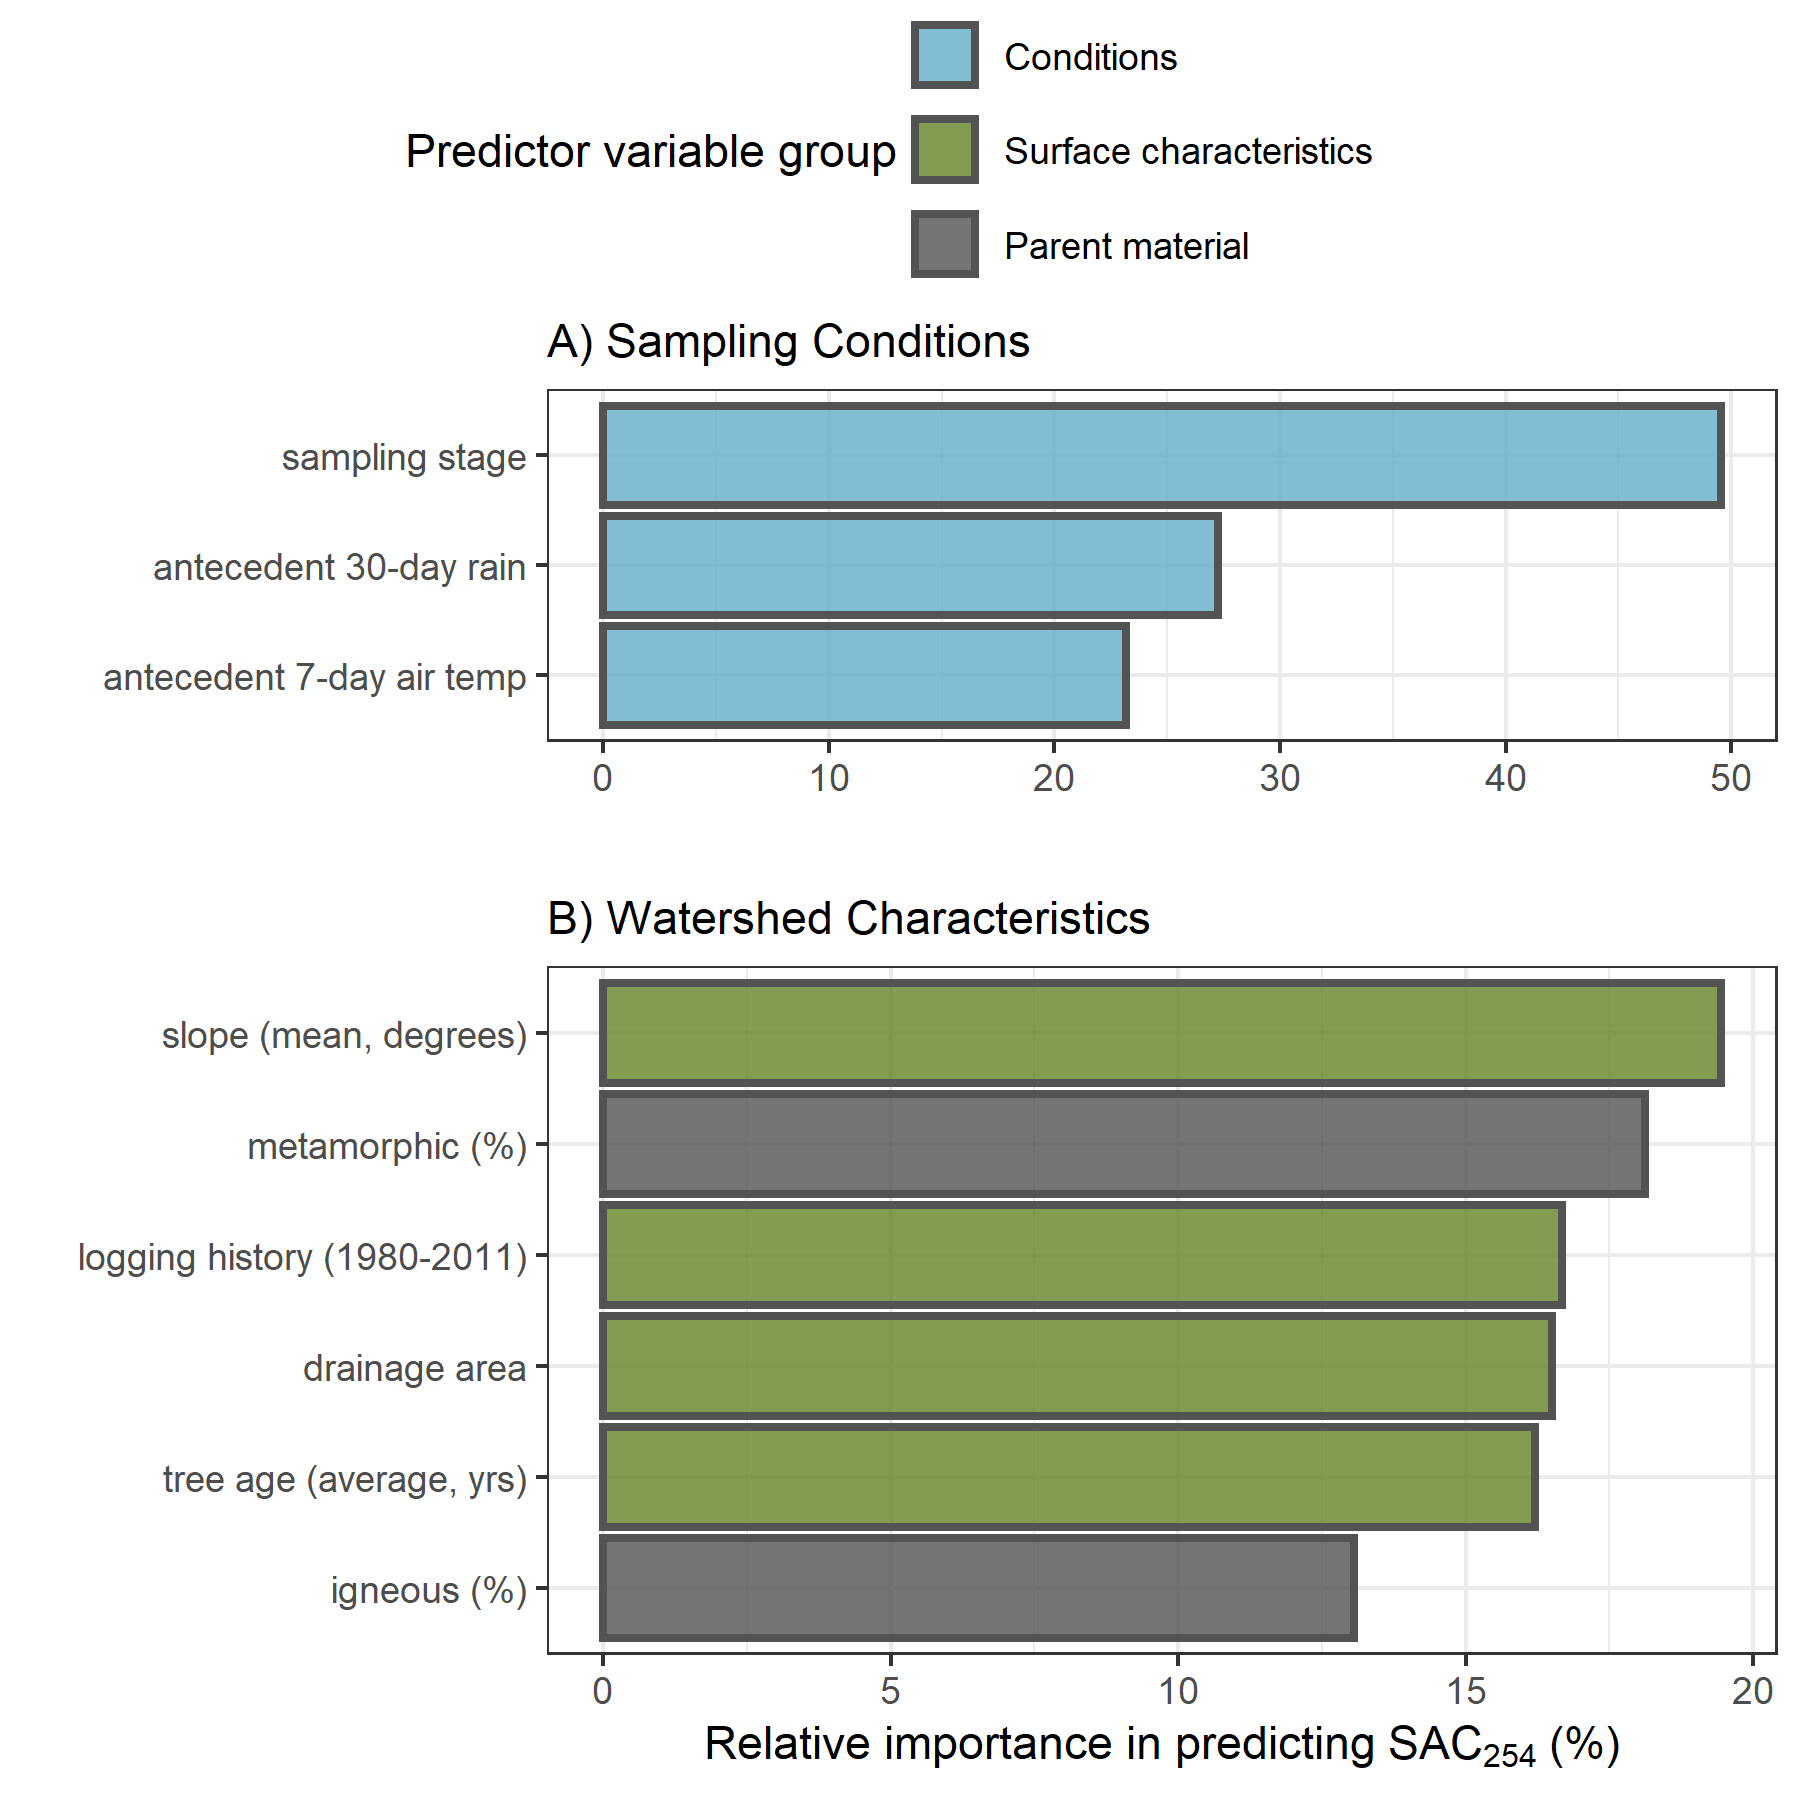 Conditions
Predictor variable group
Surface characteristics
Parent material
A) Sampling Conditions
sampling stage
antecedent 30-day rain
antecedent 7-day air temp
0 10 20 30 40 50
B) Watershed Characteristics
slope (mean, degrees)
metamorphic (%)
logging history (1980-2011)
drainage area
tree age (average, yrs)
igneous (%)
0 5 10 15 20
Relative importance in predicting SAC₂₅₄ (%)